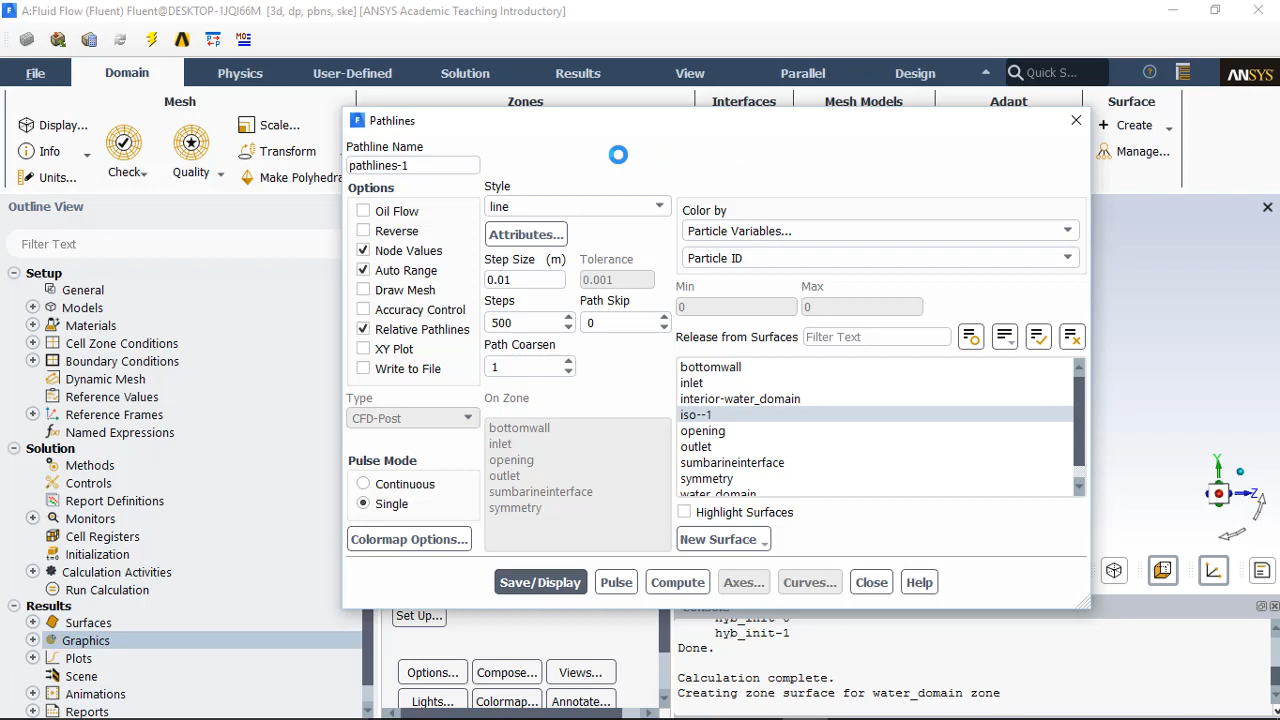 A:Fluid Flow (Fluent) Fluent@DESKTOP-1JQI66M [3d, dp, pbns, ske] [ANSYS Academic Teaching Introductory]
File Domain Physics User-Defined Solution Results View Parallel Design Quick S... ANSYS
Mesh Zones Interfaces Mesh Models Adapt Surface
Display...
Info
Units...
Check
Quality
Scale...
Transform
Make Polyhedra
Create
Manage...
Outline View
Filter Text
Setup
General
Models
Materials
Cell Zone Conditions
Boundary Conditions
Dynamic Mesh
Reference Values
Reference Frames
Named Expressions
Solution
Methods
Controls
Report Definitions
Monitors
Cell Registers
Initialization
Calculation Activities
Run Calculation
Results
Surfaces
Graphics
Plots
Scene
Animations
Reports
Pathlines
Pathline Name
pathlines-1
Options
Oil Flow
Reverse
Node Values
Auto Range
Draw Mesh
Accuracy Control
Relative Pathlines
XY Plot
Write to File
Type
CFD-Post
Pulse Mode
Continuous
Single
Colormap Options...
Style
line
Attributes...
Step Size (m) Tolerance
0.01 0.001
Steps Path Skip
500 0
Path Coarsen
1
On Zone
bottomwall
inlet
opening
outlet
sumbarineinterface
symmetry
Color by
Particle Variables...
Particle ID
Min Max
0 0
Release from Surfaces Filter Text
bottomwall
inlet
interior-water_domain
iso--1
opening
outlet
sumbarineinterface
symmetry
water_domain
Highlight Surfaces
New Surface
Save/Display Pulse Compute Axes... Curves... Close Help
Set Up...
Options... Compose... Views...
Lights... Colormap... Annotate...
Y
Z
hyb_init-1
Done.
Calculation complete.
Creating zone surface for water_domain zone